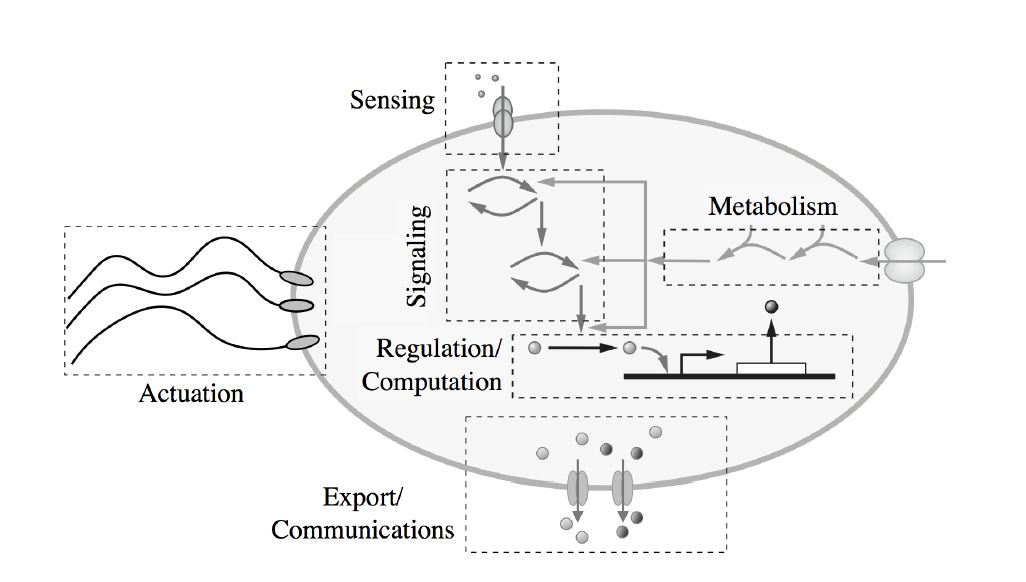 Sensing
Metabolism
Signaling
Regulation/
Computation
Actuation
Export/
Communications